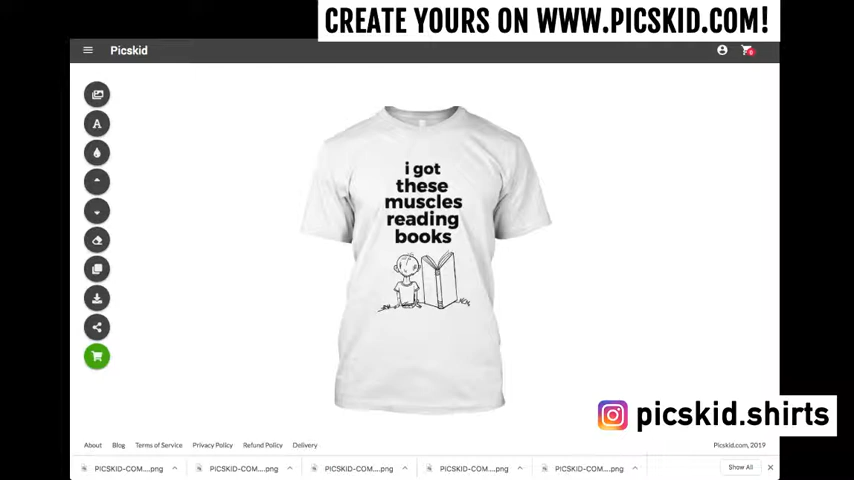 CREATE YOURS ON WWW.PICSKID.COM!
Picskid
0
A
i got
these
muscles
reading
books
picskid.shirts
About Blog Terms of Service Privacy Policy Refund Policy Delivery Picskid.com, 2019
PICSKID-COM....png PICSKID-COM....png PICSKID-COM....png PICSKID-COM....png PICSKID-COM....png Show All